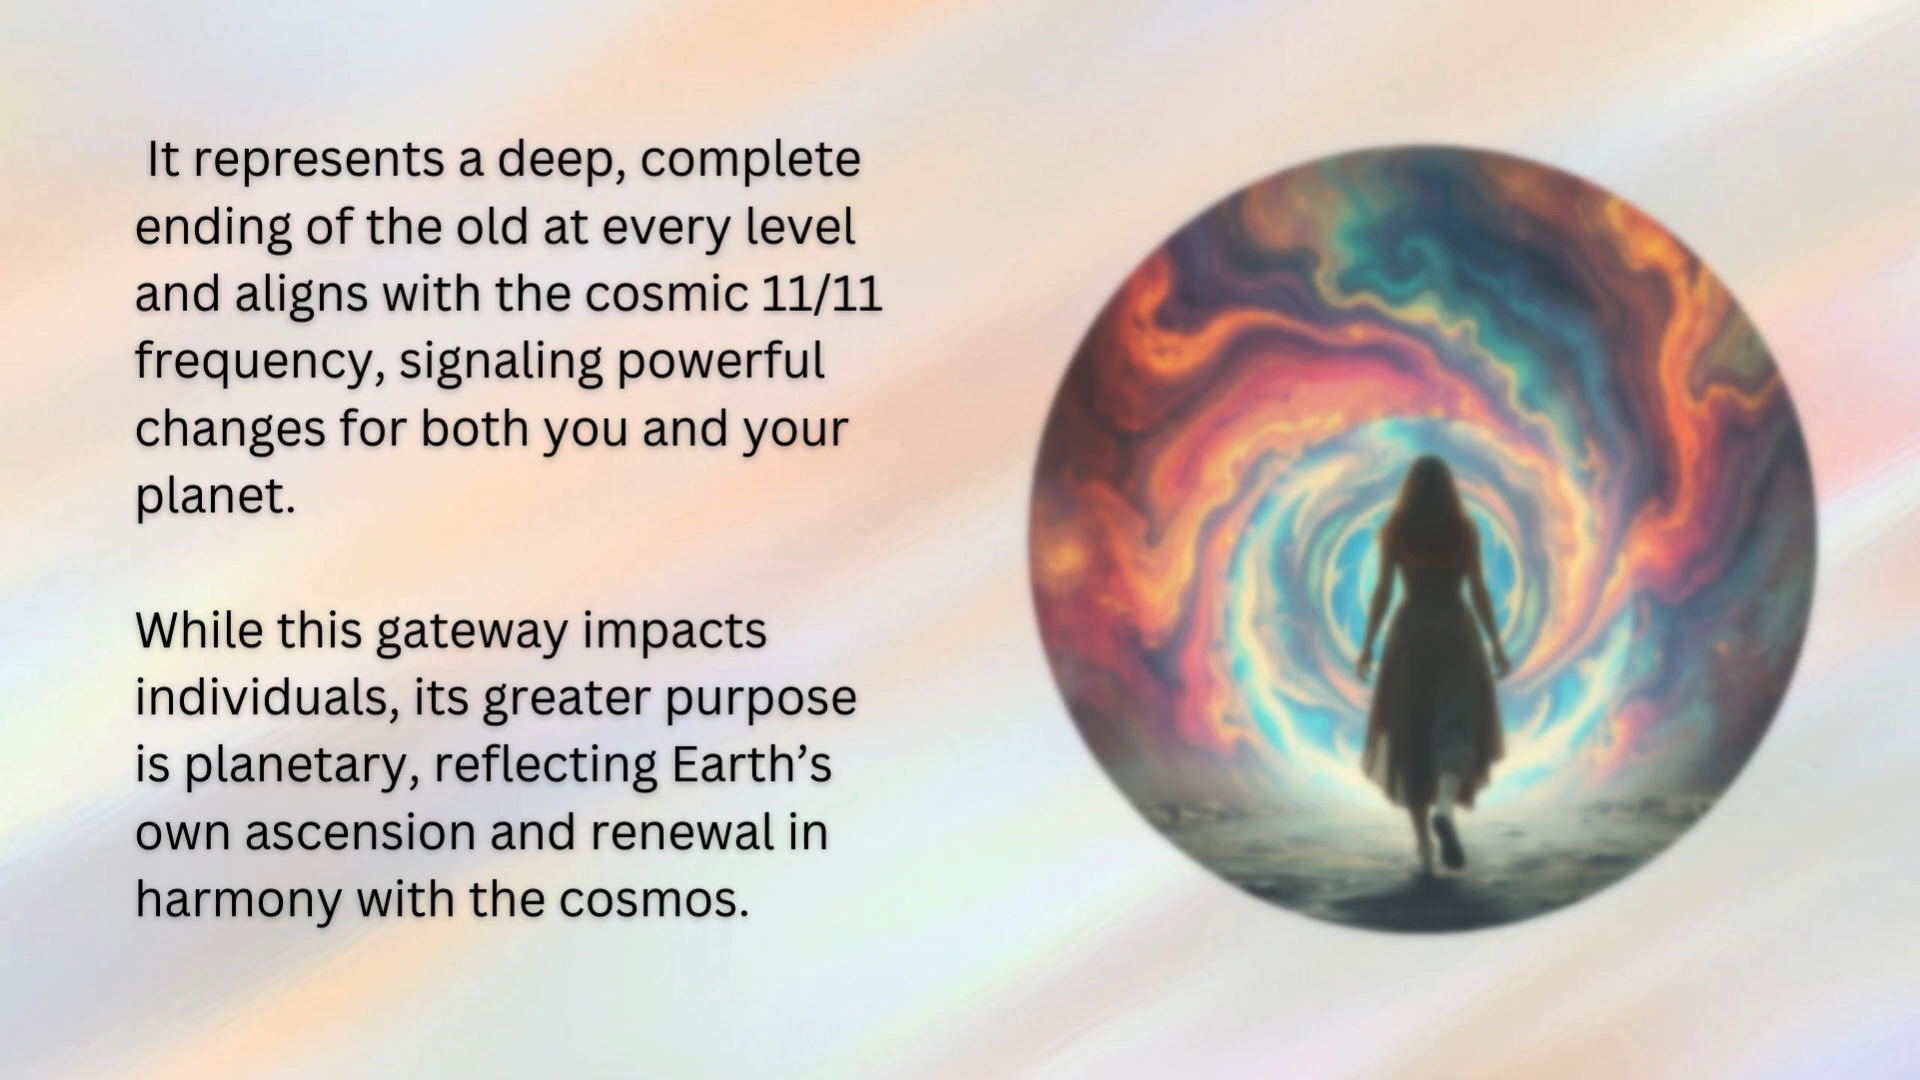 It represents a deep, complete
ending of the old at every level
and aligns with the cosmic 11/11
frequency, signaling powerful
changes for both you and your
planet.
While this gateway impacts
individuals, its greater purpose
is planetary, reflecting Earth’s
own ascension and renewal in
harmony with the cosmos.